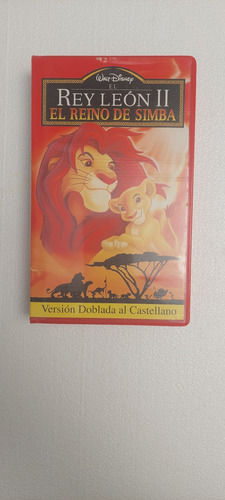 Walt Disney
EL
REY LEÓN II
EL REINO DE SIMBA
Versión Doblada al Castellano